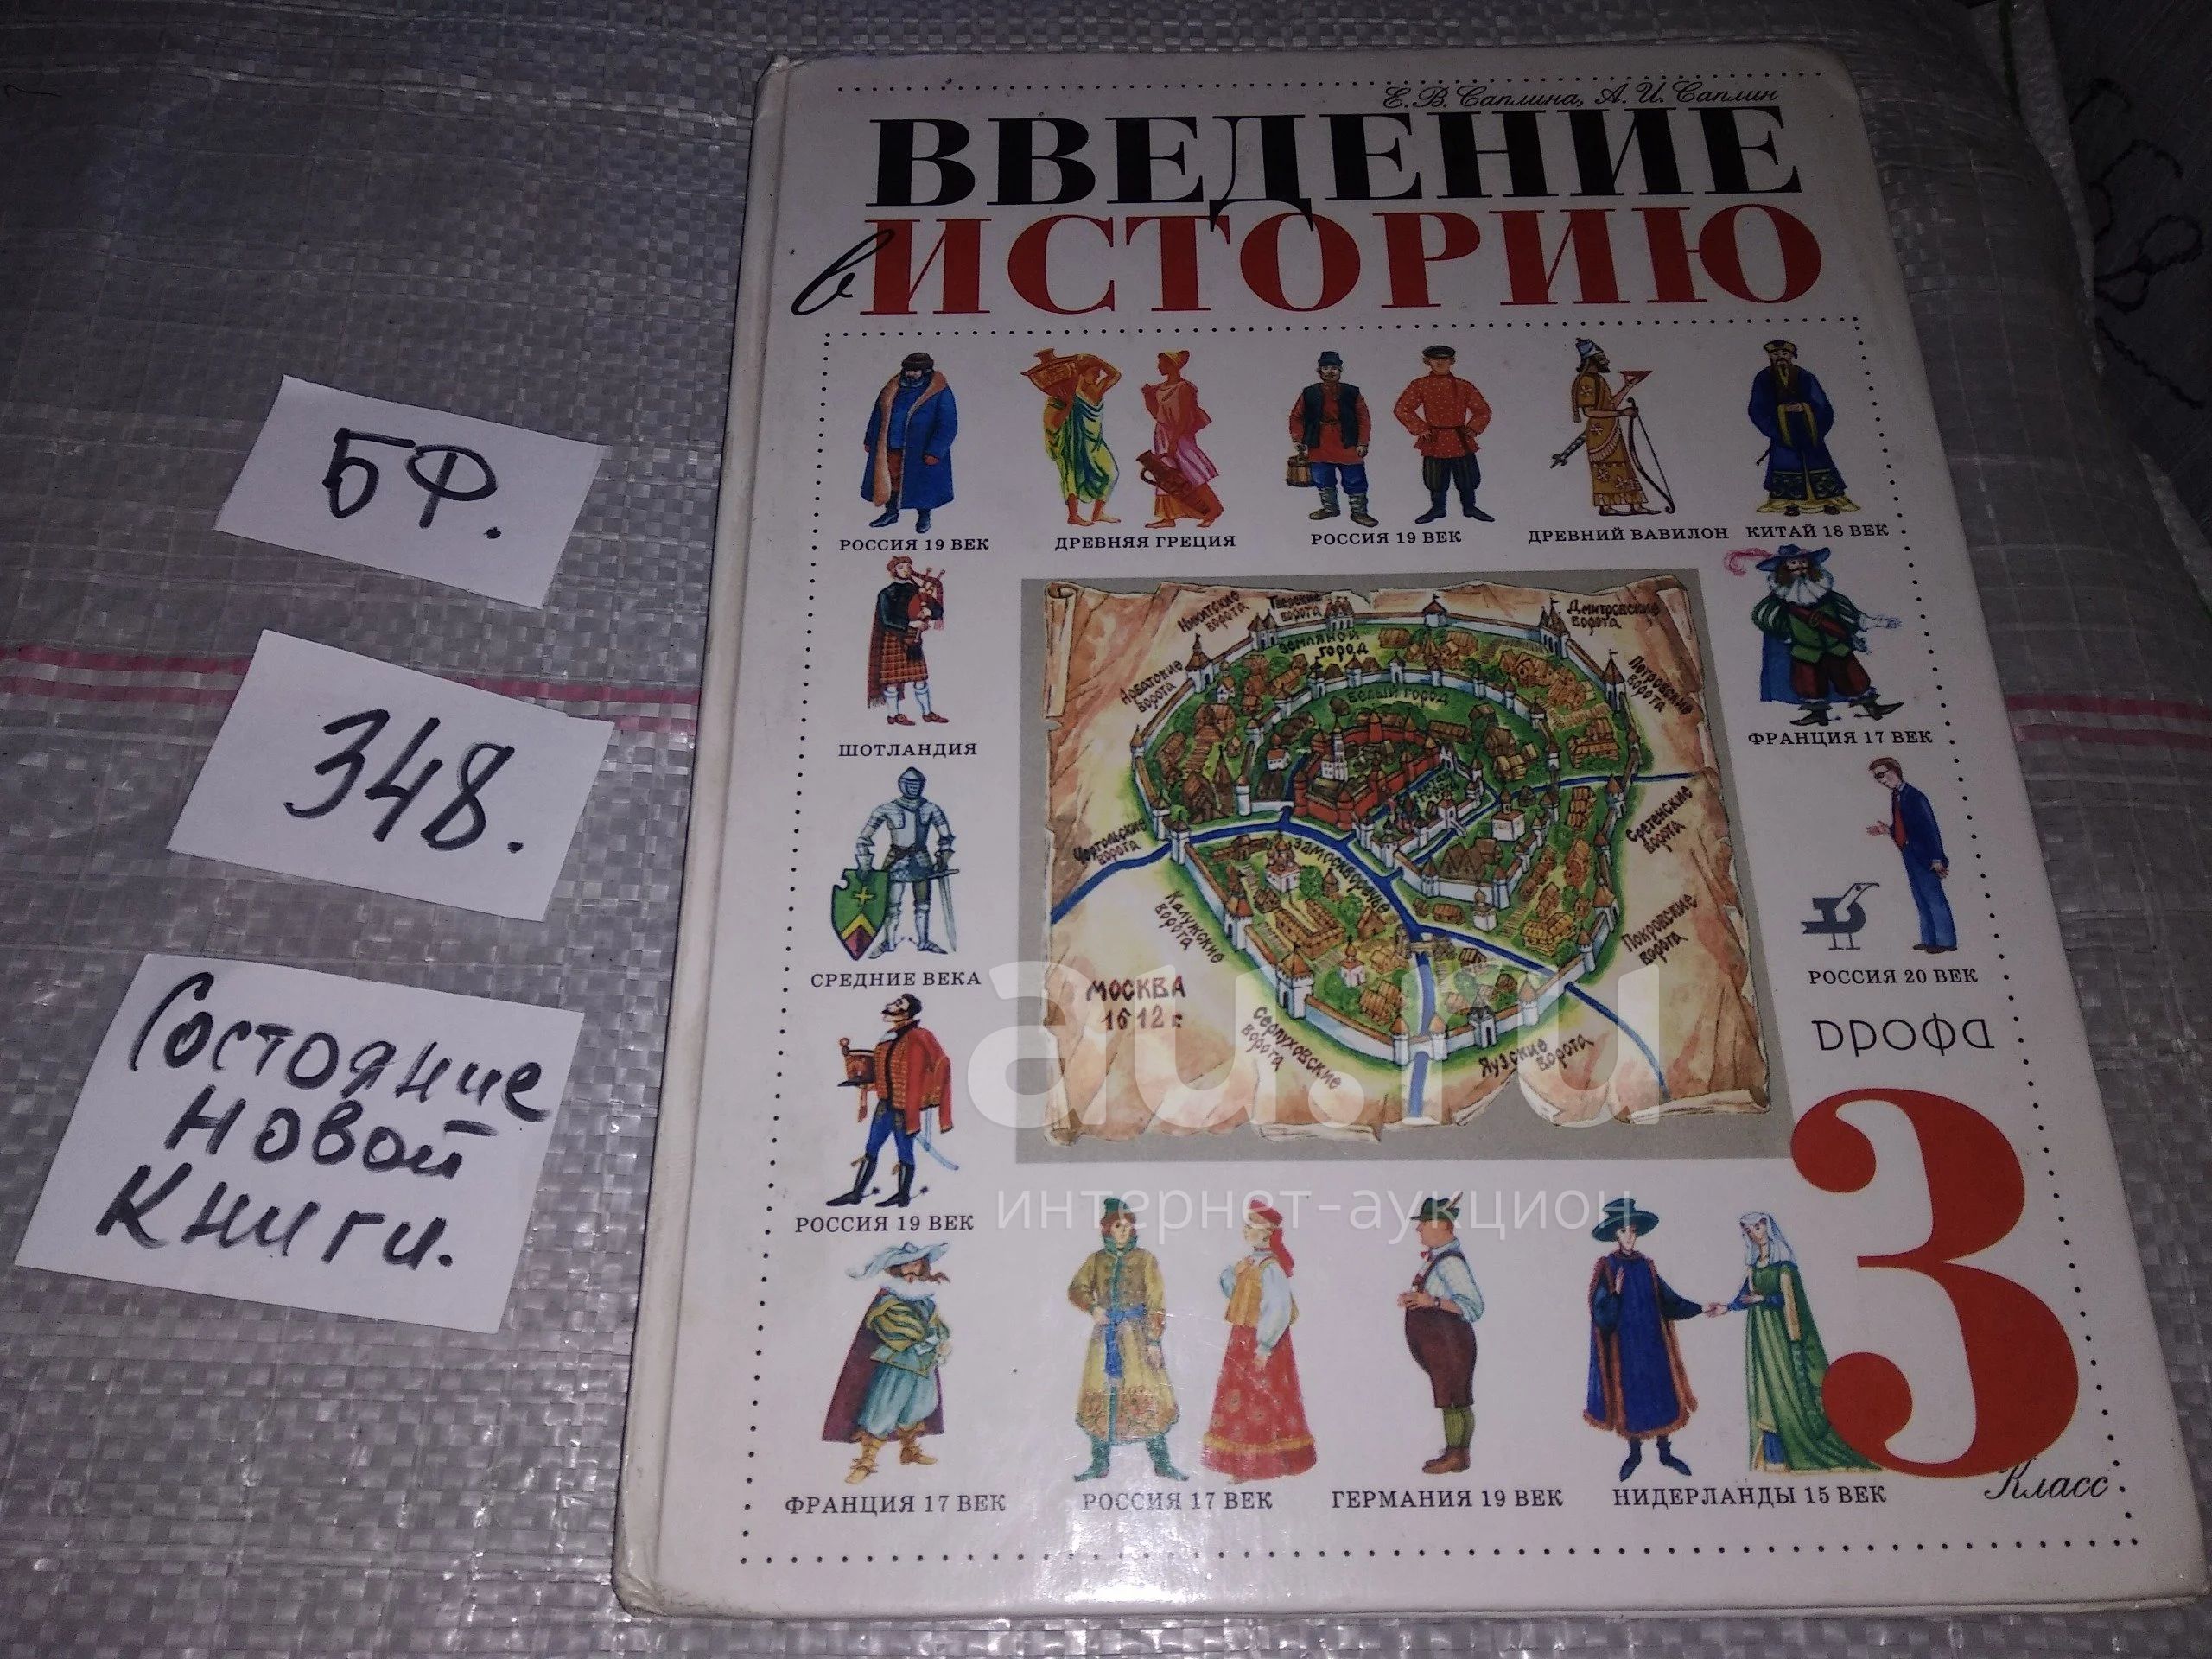 5Ф.
348.
Состояние
новой
книги.
Е. В. Саплина, А. И. Саплин
ВВЕДЕНИЕ
в ИСТОРИЮ
РОССИЯ 19 ВЕК
ДРЕВНЯЯ ГРЕЦИЯ
РОССИЯ 19 ВЕК
ДРЕВНИЙ ВАВИЛОН
КИТАЙ 18 ВЕК
ШОТЛАНДИЯ
ФРАНЦИЯ 17 ВЕК
СРЕДНИЕ ВЕКА
РОССИЯ 20 ВЕК
дрофа
РОССИЯ 19 ВЕК
Никитские
ворота
Тверские
ворота
Дмитровские
ворота
Земляной
город
Арбатские
ворота
Белый город
Петровские
ворота
Чертольские
ворота
Замоскворечье
Сретенские
ворота
Калужские
ворота
Покровские
ворота
МОСКВА
1612 г.
Серпуховские
ворота
Яузские ворота
au.ru
интернет-аукцион
ФРАНЦИЯ 17 ВЕК
РОССИЯ 17 ВЕК
ГЕРМАНИЯ 19 ВЕК
НИДЕРЛАНДЫ 15 ВЕК
3
Класс